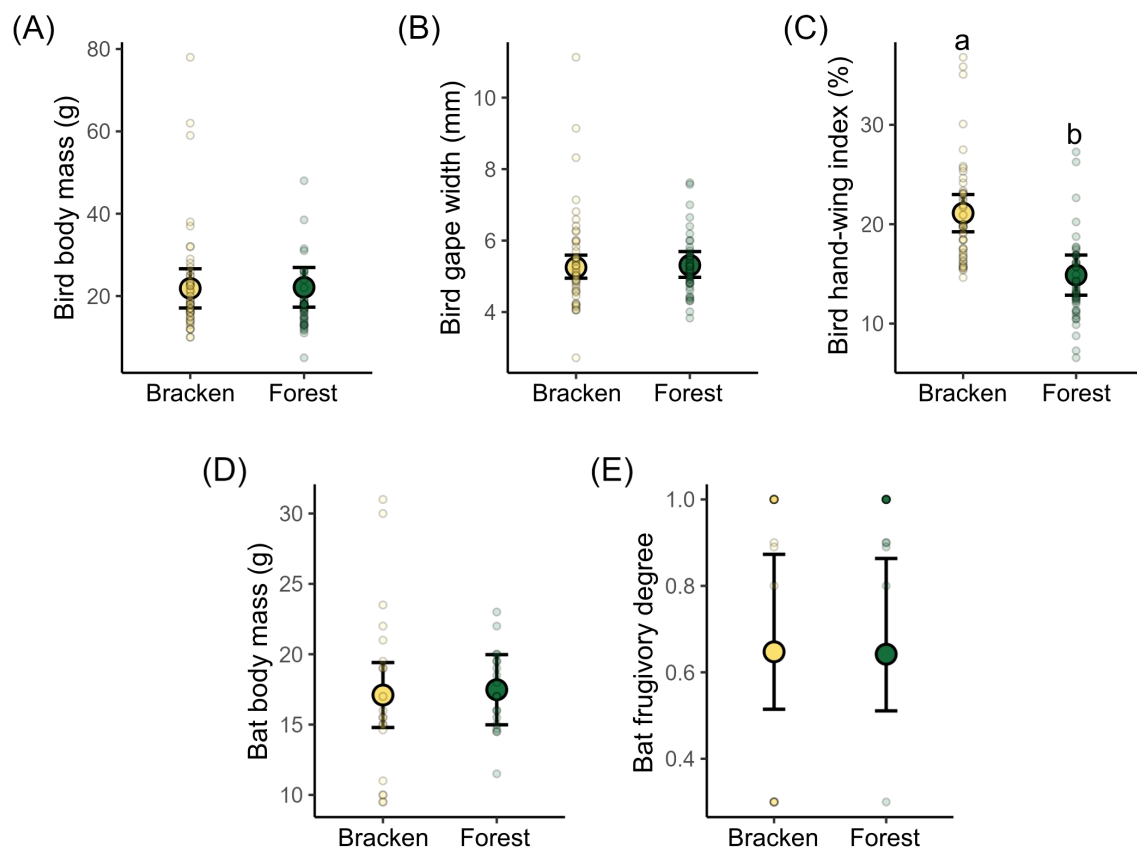 (A)
Bird body mass (g)
80
60
40
20
Bracken Forest
(B)
Bird gape width (mm)
10
8
6
4
Bracken Forest
(C)
Bird hand-wing index (%)
30
20
10
a
b
Bracken Forest
(D)
Bat body mass (g)
30
25
20
15
10
Bracken Forest
(E)
Bat frugivory degree
1.0
0.8
0.6
0.4
Bracken Forest